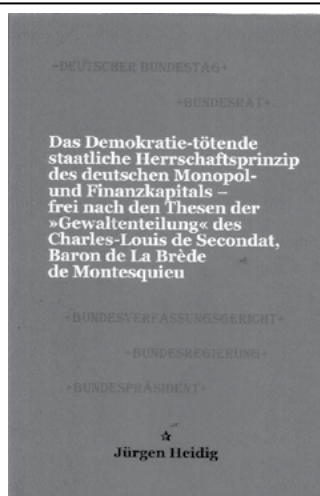 -DEUTSCHER BUNDESTAG-
-BUNDESRAT-
Das Demokratie-tötende
staatliche Herrschaftsprinzip
des deutschen Monopol-
und Finanzkapitals –
frei nach den Thesen der
»Gewaltenteilung« des
Charles-Louis de Secondat,
Baron de La Brède
de Montesquieu
-BUNDESVERFASSUNGSGERICHT-
-BUNDESREGIERUNG-
-BUNDESPRÄSIDENT-
Jürgen Heidig